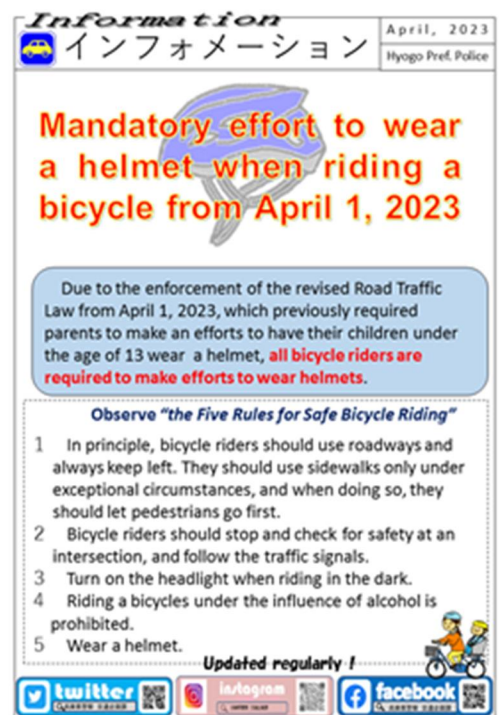 Information
インフォメーション
April, 2023
Hyogo Pref. Police
Mandatory effort to wear
a helmet when riding a
bicycle from April 1, 2023
Due to the enforcement of the revised Road Traffic
Law from April 1, 2023, which previously required
parents to make an efforts to have their children under
the age of 13 wear a helmet, all bicycle riders are
required to make efforts to wear helmets.
Observe "the Five Rules for Safe Bicycle Riding"
1 In principle, bicycle riders should use roadways and
always keep left. They should use sidewalks only under
exceptional circumstances, and when doing so, they
should let pedestrians go first.
2 Bicycle riders should stop and check for safety at an
intersection, and follow the traffic signals.
3 Turn on the headlight when riding in the dark.
4 Riding a bicycles under the influence of alcohol is
prohibited.
5 Wear a helmet.
Updated regularly !
twitter
instagram
facebook